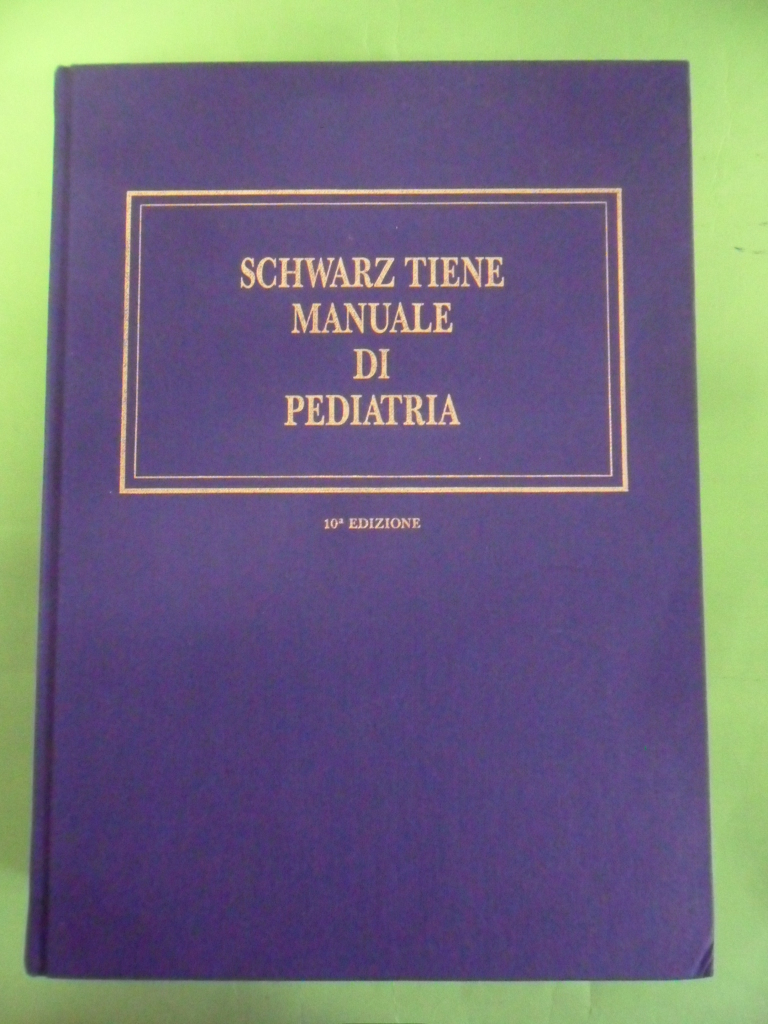 SCHWARZ TIENE
MANUALE
DI
PEDIATRIA
10ª EDIZIONE